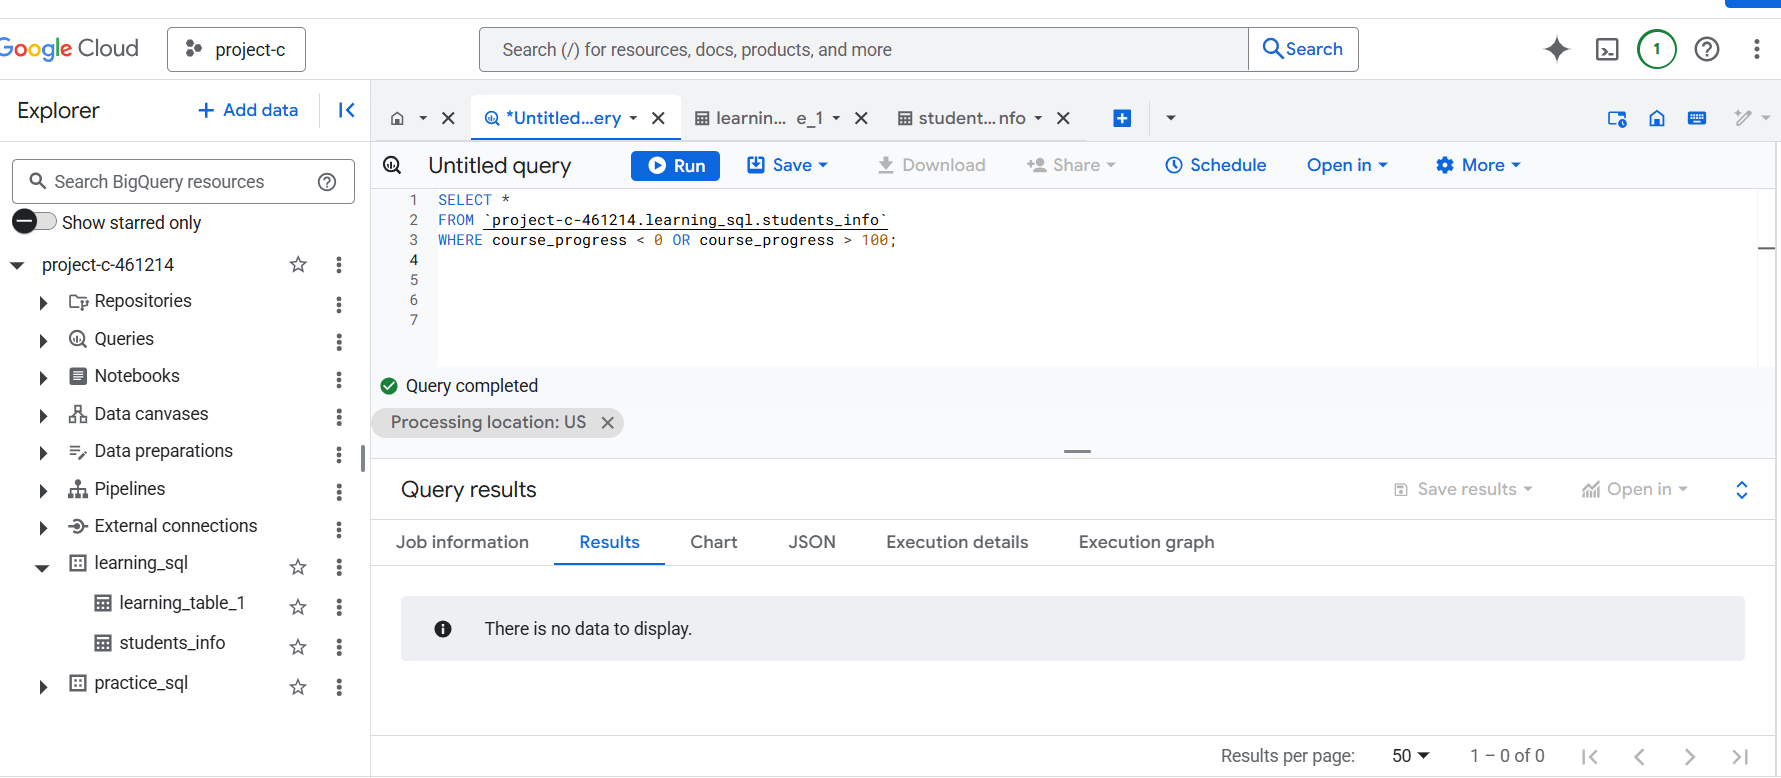 Google Cloud
project-c
Search (/) for resources, docs, products, and more
Search
1
Explorer
+ Add data
*Untitled...ery
learnin... e_1
student...nfo
Search BigQuery resources
Untitled query
Run
Save
Download
Share
Schedule
Open in
More
Show starred only
1 SELECT *
2 FROM `project-c-461214.learning_sql.students_info`
3 WHERE course_progress < 0 OR course_progress > 100;
4
5
6
7
project-c-461214
Repositories
Queries
Notebooks
Data canvases
Data preparations
Pipelines
External connections
learning_sql
learning_table_1
students_info
practice_sql
Query completed
Processing location: US
Query results
Save results
Open in
Job information
Results
Chart
JSON
Execution details
Execution graph
There is no data to display.
Results per page:
50
1 – 0 of 0